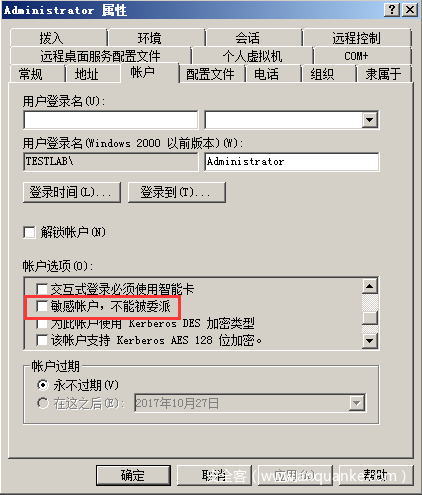 Administrator 属性
拨入 环境 会话 远程控制
远程桌面服务配置文件 个人虚拟机 COM+
常规 地址 帐户 配置文件 电话 组织 隶属于
用户登录名(U):
用户登录名(Windows 2000 以前版本)(W):
TESTLAB\ Administrator
登录时间(L)... 登录到(T)...
解锁帐户(N)
帐户选项(O):
交互式登录必须使用智能卡
敏感帐户，不能被委派
为此帐户使用 Kerberos DES 加密类型
该帐户支持 Kerberos AES 128 位加密。
帐户过期
永不过期(V)
在这之后(E): 2017年10月27日
确定 取消 应用(A) 帮助